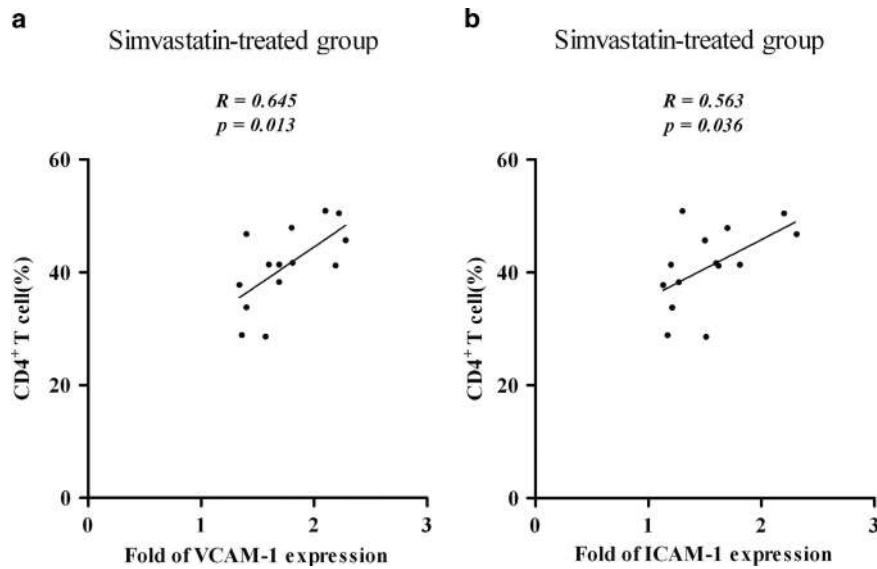 a
Simvastatin-treated group
R = 0.645
p = 0.013
60
40
20
0
CD4+ T cell(%)
0 1 2 3
Fold of VCAM-1 expression
b
Simvastatin-treated group
R = 0.563
p = 0.036
60
40
20
0
CD4+ T cell(%)
0 1 2 3
Fold of ICAM-1 expression